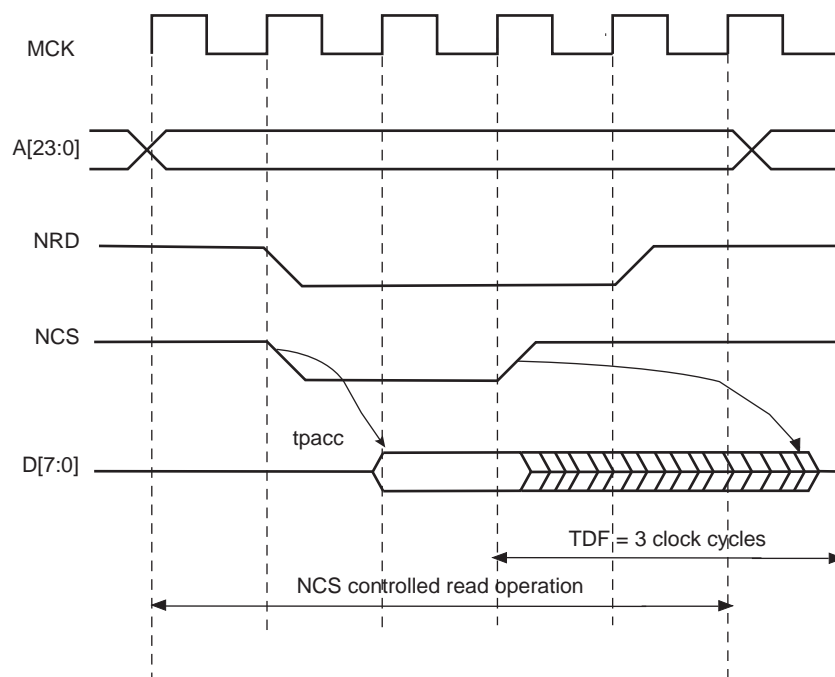 MCK
A[23:0]
NRD
NCS
tpacc
D[7:0]
TDF = 3 clock cycles
NCS controlled read operation